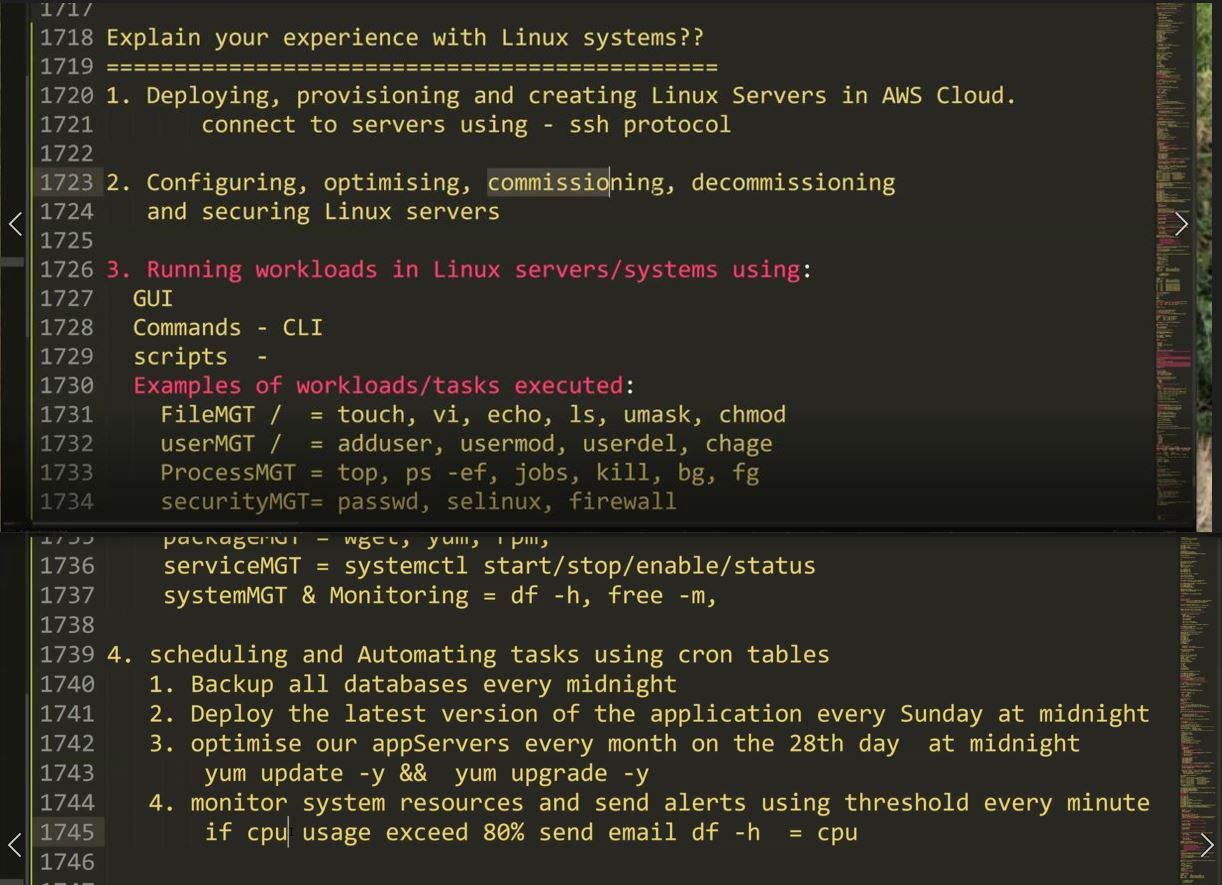 1717
1718 Explain your experience with Linux systems??
1719 =============================================
1720 1. Deploying, provisioning and creating Linux Servers in AWS Cloud.
1721 connect to servers using - ssh protocol
1722
1723 2. Configuring, optimising, commissioning, decommissioning
1724 and securing Linux servers
1725
1726 3. Running workloads in Linux servers/systems using:
1727 GUI
1728 Commands - CLI
1729 scripts -
1730 Examples of workloads/tasks executed:
1731 FileMGT / = touch, vi, echo, ls, umask, chmod
1732 userMGT / = adduser, usermod, userdel, chage
1733 ProcessMGT = top, ps -ef, jobs, kill, bg, fg
1734 securityMGT= passwd, selinux, firewall
1735 packageMGT = wget, yum, rpm,
1736 serviceMGT = systemctl start/stop/enable/status
1737 systemMGT & Monitoring = df -h, free -m,
1738
1739 4. scheduling and Automating tasks using cron tables
1740 1. Backup all databases every midnight
1741 2. Deploy the latest version of the application every Sunday at midnight
1742 3. optimise our appServers every month on the 28th day at midnight
1743 yum update -y && yum upgrade -y
1744 4. monitor system resources and send alerts using threshold every minute
1745 if cpu usage exceed 80% send email df -h = cpu
1746